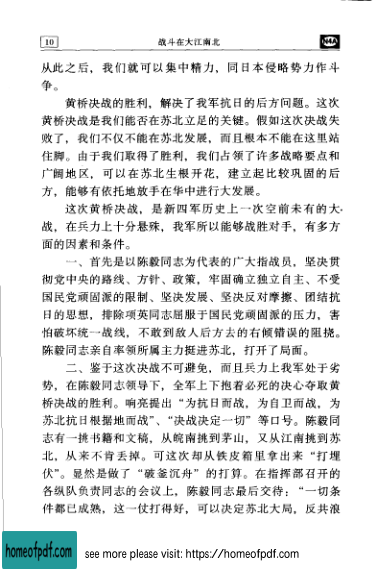 10 战斗在大江南北 N4A
从此之后，我们就可以集中精力，同日本侵略势力作斗
争。
黄桥决战的胜利，解决了我军抗日的后方问题。这次
黄桥决战是我们能否在苏北立足的关键。假如这次决战失
败了，我们不仅不能在苏北发展，而且根本不能在这里站
住脚。由于我们取得了胜利，我们占领了许多战略要点和
广阔地区，可以在苏北生根开花，建立起比较巩固的后
方，能够有依托地放手在华中进行大发展。
这次黄桥决战，是新四军历史上一次空前未有的大
战，在兵力上十分悬殊，我军所以能够战胜对手，有多方
面的因素和条件。
一、首先是以陈毅同志为代表的广大指战员，坚决贯
彻党中央的路线、方针、政策，牢固确立独立自主、不受
国民党顽固派的限制、坚决发展、坚决反对摩擦、团结抗
日的思想，排除项英同志屈服于国民党顽固派的压力，害
怕破坏统一战线，不敢到敌人后方去的右倾错误的阻挠。
陈毅同志亲自率领所属主力挺进苏北，打开了局面。
二、鉴于这次决战不可避免，而且兵力上我军处于劣
势，在陈毅同志领导下，全军上下抱着必死的决心夺取黄
桥决战的胜利。响亮提出“为抗日而战，为自卫而战，为
苏北抗日根据地而战”、“决战决定一切”等口号。陈毅同
志有一挑书籍和文稿，从皖南挑到茅山，又从江南挑到苏
北，从来不肯丢掉。可这次却从铁皮箱里拿出来“打埋
伏”。显然是做了“破釜沉舟”的打算。在指挥部召开的
各纵队负责同志的会议上，陈毅同志最后交待：“一切条
件都已成熟，这一仗打得好，可以决定苏北大局，反共浪
homeofpdf.com see more please visit: https://homeofpdf.com